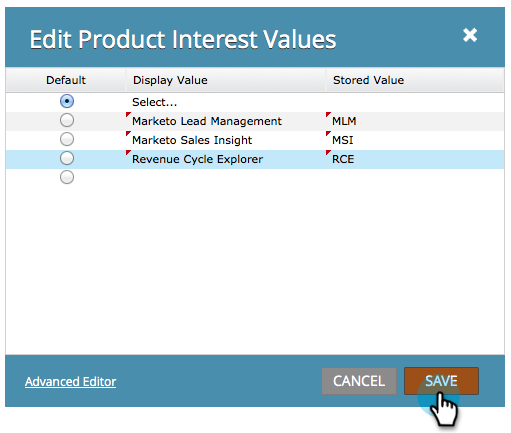 Edit Product Interest Values
Default Display Value Stored Value
Select...
Marketo Lead Management MLM
Marketo Sales Insight MSI
Revenue Cycle Explorer RCE
Advanced Editor CANCEL SAVE